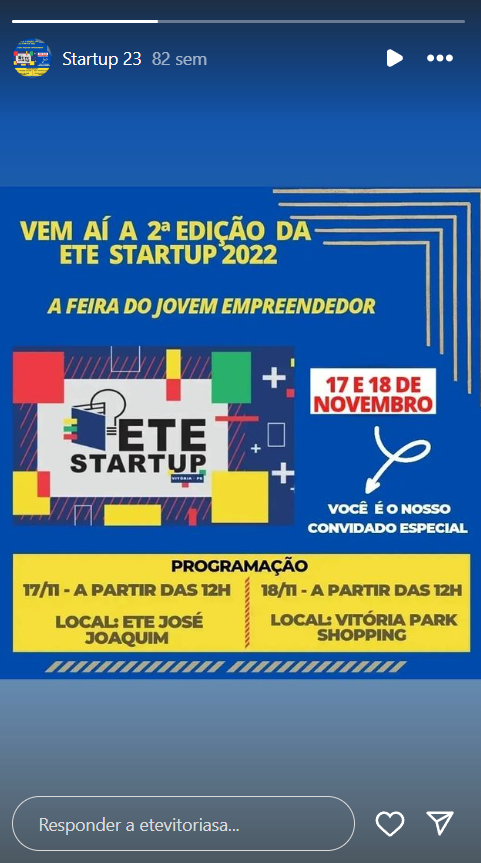 Startup 23 82 sem
VEM AÍ A 2ª EDIÇÃO DA
ETE STARTUP 2022
A FEIRA DO JOVEM EMPREENDEDOR
ETE
STARTUP
VITÓRIA - PE
17 E 18 DE
NOVEMBRO
VOCÊ É O NOSSO
CONVIDADO ESPECIAL
PROGRAMAÇÃO
17/11 - A PARTIR DAS 12H
LOCAL: ETE JOSÉ
JOAQUIM
18/11 - A PARTIR DAS 12H
LOCAL: VITÓRIA PARK
SHOPPING
Responder a etevitoriasa...